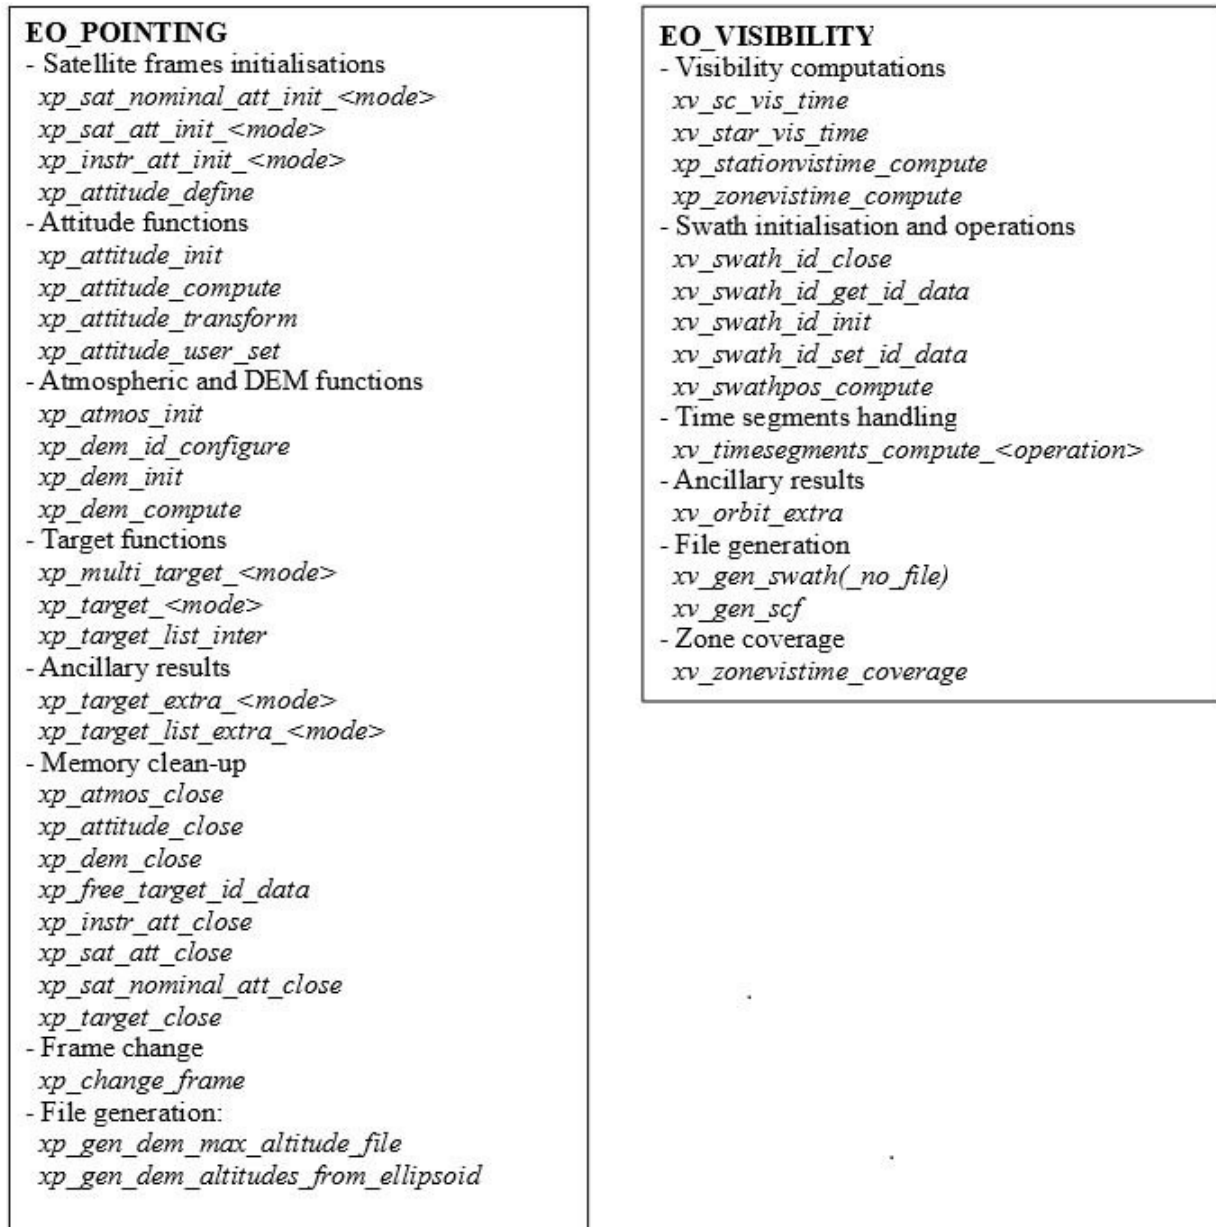 EO_POINTING
- Satellite frames initialisations
xp_sat_nominal_att_init_<mode>
xp_sat_att_init_<mode>
xp_instr_att_init_<mode>
xp_attitude_define
- Attitude functions
xp_attitude_init
xp_attitude_compute
xp_attitude_transform
xp_attitude_user_set
- Atmospheric and DEM functions
xp_atmos_init
xp_dem_id_configure
xp_dem_init
xp_dem_compute
- Target functions
xp_multi_target_<mode>
xp_target_<mode>
xp_target_list_inter
- Ancillary results
xp_target_extra_<mode>
xp_target_list_extra_<mode>
- Memory clean-up
xp_atmos_close
xp_attitude_close
xp_dem_close
xp_free_target_id_data
xp_instr_att_close
xp_sat_att_close
xp_sat_nominal_att_close
xp_target_close
- Frame change
xp_change_frame
- File generation:
xp_gen_dem_max_altitude_file
xp_gen_dem_altitudes_from_ellipsoid
EO_VISIBILITY
- Visibility computations
xv_sc_vis_time
xv_star_vis_time
xp_stationvistime_compute
xp_zonevistime_compute
- Swath initialisation and operations
xv_swath_id_close
xv_swath_id_get_id_data
xv_swath_id_init
xv_swath_id_set_id_data
xv_swathpos_compute
- Time segments handling
xv_timesegments_compute_<operation>
- Ancillary results
xv_orbit_extra
- File generation
xv_gen_swath(_no_file)
xv_gen_scf
- Zone coverage
xv_zonevistime_coverage